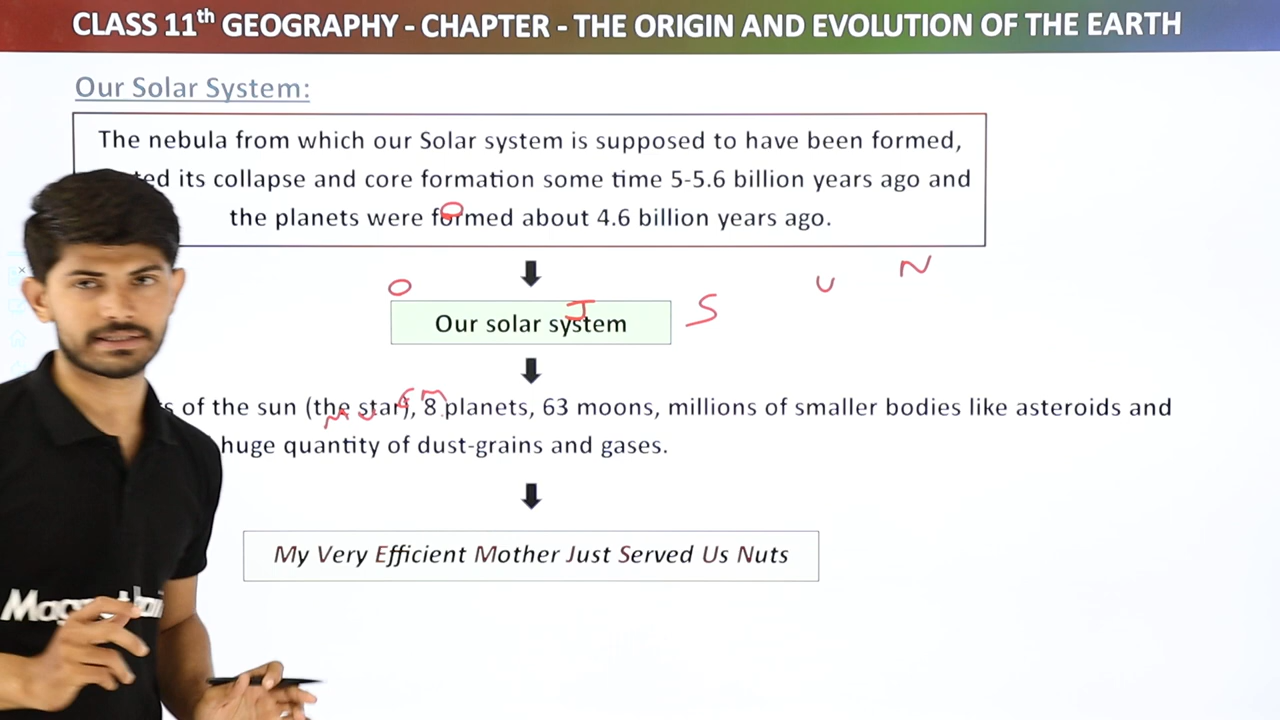 CLASS 11th GEOGRAPHY - CHAPTER - THE ORIGIN AND EVOLUTION OF THE EARTH
Our Solar System:
The nebula from which our Solar system is supposed to have been formed,
its collapse and core formation some time 5-5.6 billion years ago and
the planets were formed about 4.6 billion years ago.
O
N
U
O
J
S
Our solar system
M V E M
of the sun (the star), 8 planets, 63 moons, millions of smaller bodies like asteroids and
huge quantity of dust-grains and gases.
My Very Efficient Mother Just Served Us Nuts